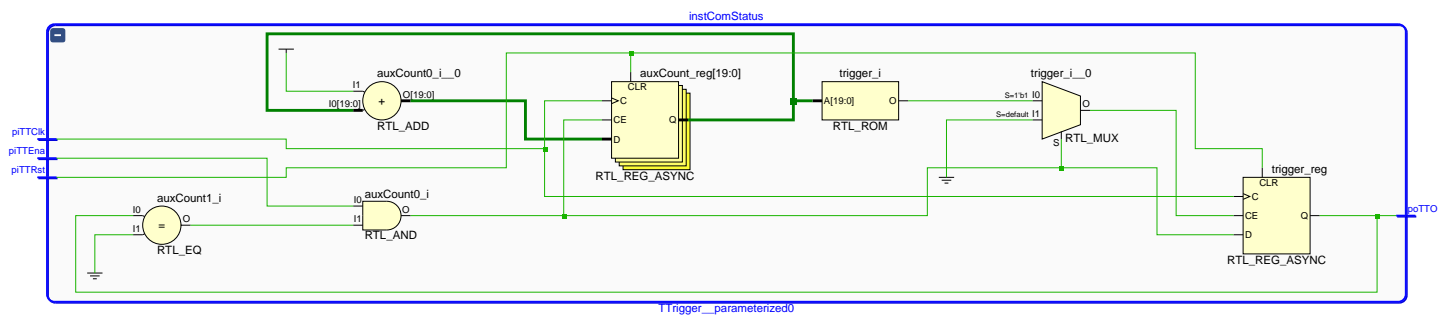 instComStatus
auxCount0_i__0
I1
I0[19:0]
+
O[19:0]
RTL_ADD
auxCount_reg[19:0]
CLR
C
CE
D
Q
RTL_REG_ASYNC
trigger_i
A[19:0]
O
RTL_ROM
trigger_i__0
S=1'b1
I0
S=default
I1
O
S
RTL_MUX
piTTClk
piTTEna
piTTRst
auxCount1_i
I0
I1
=
O
RTL_EQ
auxCount0_i
I0
I1
O
RTL_AND
trigger_reg
CLR
C
CE
D
Q
RTL_REG_ASYNC
poTTO
TTrigger__parameterized0